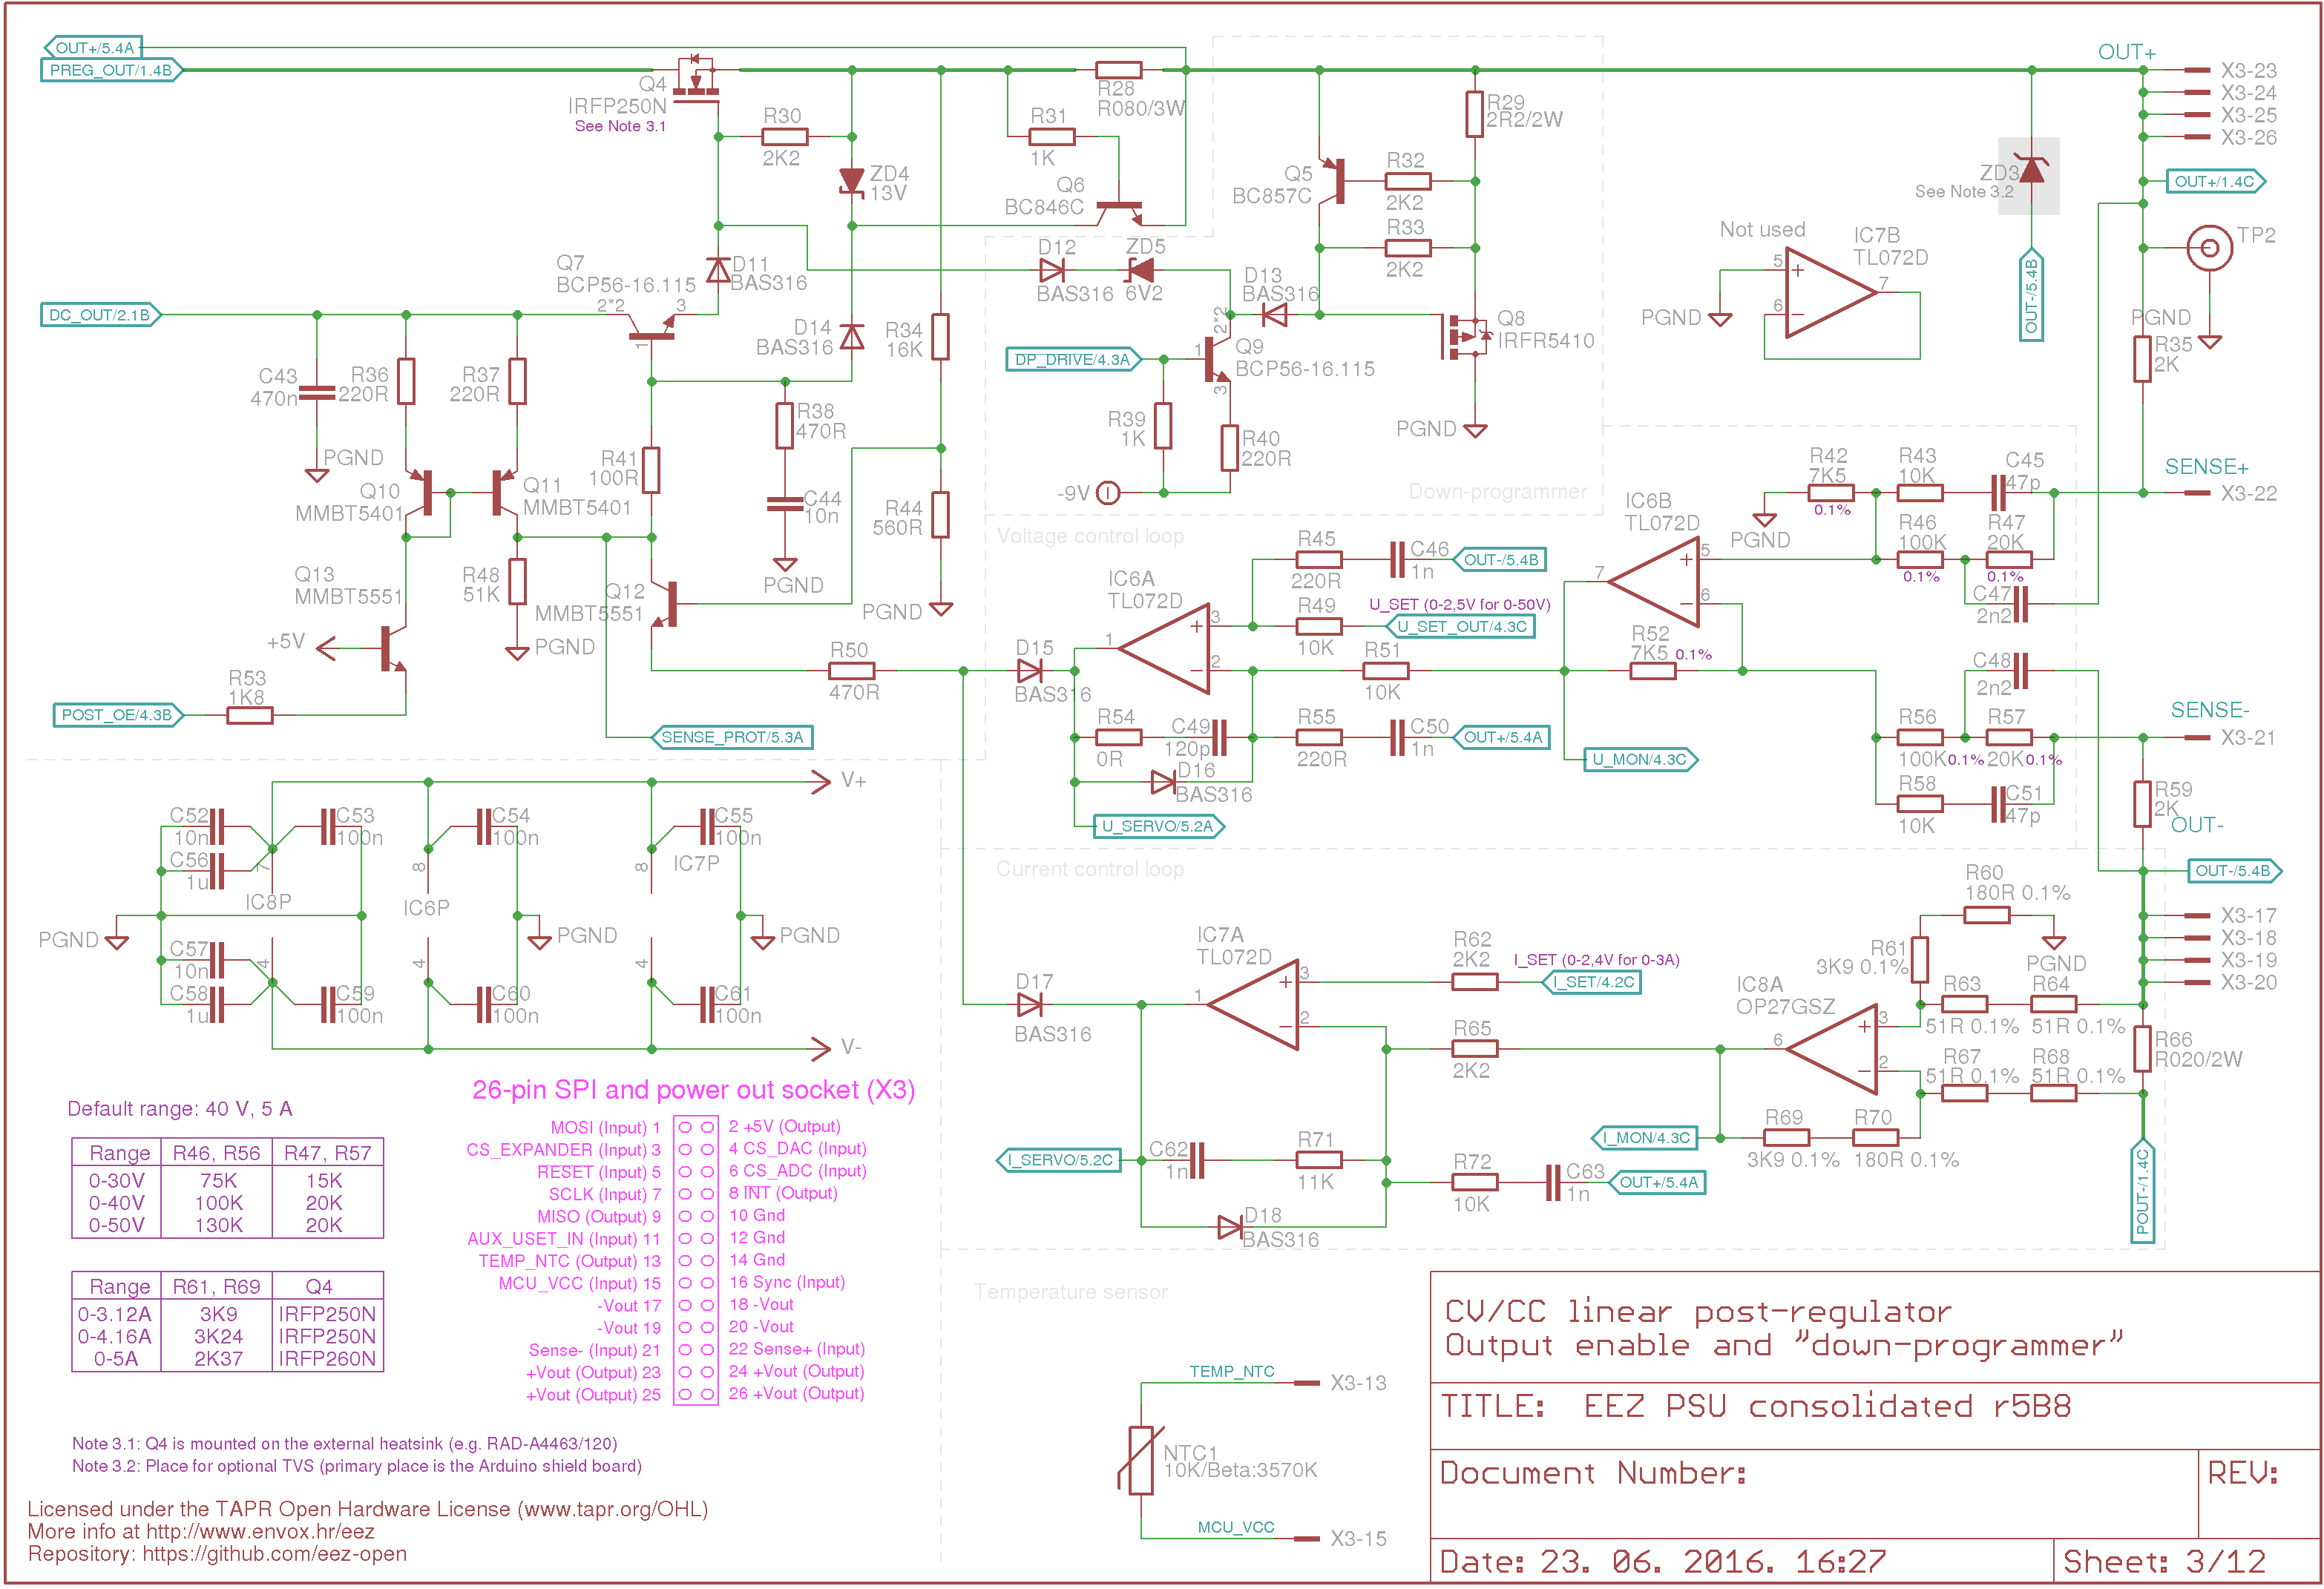 OUT+/5.4A
PREG_OUT/1.4B
Q4
IRFP250N
See Note 3.1
R30
2K2
ZD4
13V
R31
1K
Q6
BC846C
R28
R080/3W
Q5
BC857C
R32
2K2
R33
2K2
R29
2R2/2W
OUT+
X3-23
X3-24
X3-25
X3-26
ZD3
See Note 3.2
OUT-/5.4B
OUT+/1.4C
TP2
PGND
R35
2K
Not used
IC7B
TL072D
5
6
7
PGND
DC_OUT/2.1B
Q7
BCP56-16.115
2*2
3
1
D11
BAS316
D14
BAS316
R34
16K
D12
BAS316
ZD5
6V2
D13
BAS316
2*2
1
3
Q9
BCP56-16.115
DP_DRIVE/4.3A
R39
1K
R40
220R
-9V
Q8
IRFR5410
PGND
Down-programmer
C43
470n
PGND
R36
220R
R37
220R
Q10
MMBT5401
Q11
MMBT5401
R41
100R
R38
470R
C44
10n
PGND
R44
560R
PGND
Q13
MMBT5551
+5V
R48
51K
PGND
Q12
MMBT5551
R53
1K8
POST_OE/4.3B
R50
470R
SENSE_PROT/5.3A
Voltage control loop
IC6A
TL072D
1
3
2
D15
BAS316
R45
220R
C46
1n
OUT-/5.4B
R49
10K
U_SET (0-2,5V for 0-50V)
U_SET_OUT/4.3C
R51
10K
R54
0R
C49
120p
R55
220R
C50
1n
OUT+/5.4A
D16
BAS316
U_SERVO/5.2A
IC6B
TL072D
7
5
6
R52
7K5 0.1%
U_MON/4.3C
PGND
R42
7K5
0.1%
R43
10K
C45
47p
R46
100K
0.1%
R47
20K
0.1%
C47
2n2
SENSE+
X3-22
C48
2n2
SENSE-
X3-21
R56
100K 0.1%
R57
20K 0.1%
R58
10K
C51
47p
R59
2K
OUT-
OUT-/5.4B
X3-17
X3-18
X3-19
X3-20
C52
10n
C53
100n
C54
100n
C55
100n
C56
1u
7
IC8P
8
IC6P
8
IC7P
V+
PGND
PGND
PGND
C57
10n
C58
1u
4
C59
100n
4
C60
100n
4
C61
100n
V-
Current control loop
D17
BAS316
IC7A
TL072D
1
3
2
R62
2K2
I_SET (0-2,4V for 0-3A)
I_SET/4.2C
R65
2K2
IC8A
OP27GSZ
6
3
2
R60
180R 0.1%
PGND
R61
3K9 0.1%
R63
51R 0.1%
R64
51R 0.1%
R66
R020/2W
R67
51R 0.1%
R68
51R 0.1%
R69
3K9 0.1%
R70
180R 0.1%
I_MON/4.3C
I_SERVO/5.2C
C62
1n
R71
11K
R72
10K
C63
1n
OUT+/5.4A
D18
BAS316
POUT-/1.4C
Default range: 40 V, 5 A
Range R46, R56 R47, R57
0-30V 75K 15K
0-40V 100K 20K
0-50V 130K 20K
Range R61, R69 Q4
0-3.12A 3K9 IRFP250N
0-4.16A 3K24 IRFP250N
0-5A 2K37 IRFP260N
26-pin SPI and power out socket (X3)
MOSI (Input) 1 2 +5V (Output)
CS_EXPANDER (Input) 3 4 CS_DAC (Input)
RESET (Input) 5 6 CS_ADC (Input)
SCLK (Input) 7 8 INT (Output)
MISO (Output) 9 10 Gnd
AUX_USET_IN (Input) 11 12 Gnd
TEMP_NTC (Output) 13 14 Gnd
MCU_VCC (Input) 15 16 Sync (Input)
-Vout 17 18 -Vout
-Vout 19 20 -Vout
Sense- (Input) 21 22 Sense+ (Input)
+Vout (Output) 23 24 +Vout (Output)
+Vout (Output) 25 26 +Vout (Output)
Note 3.1: Q4 is mounted on the external heatsink (e.g. RAD-A4463/120)
Note 3.2: Place for optional TVS (primary place is the Arduino shield board)
Licensed under the TAPR Open Hardware License (www.tapr.org/OHL)
More info at http://www.envox.hr/eez
Repository: https://github.com/eez-open
Temperature sensor
TEMP_NTC
X3-13
NTC1
10K/Beta:3570K
MCU_VCC
X3-15
CV/CC linear post-regulator
Output enable and "down-programmer"
TITLE: EEZ PSU consolidated r5B8
Document Number:
REV:
Date: 23. 06. 2016. 16:27
Sheet: 3/12